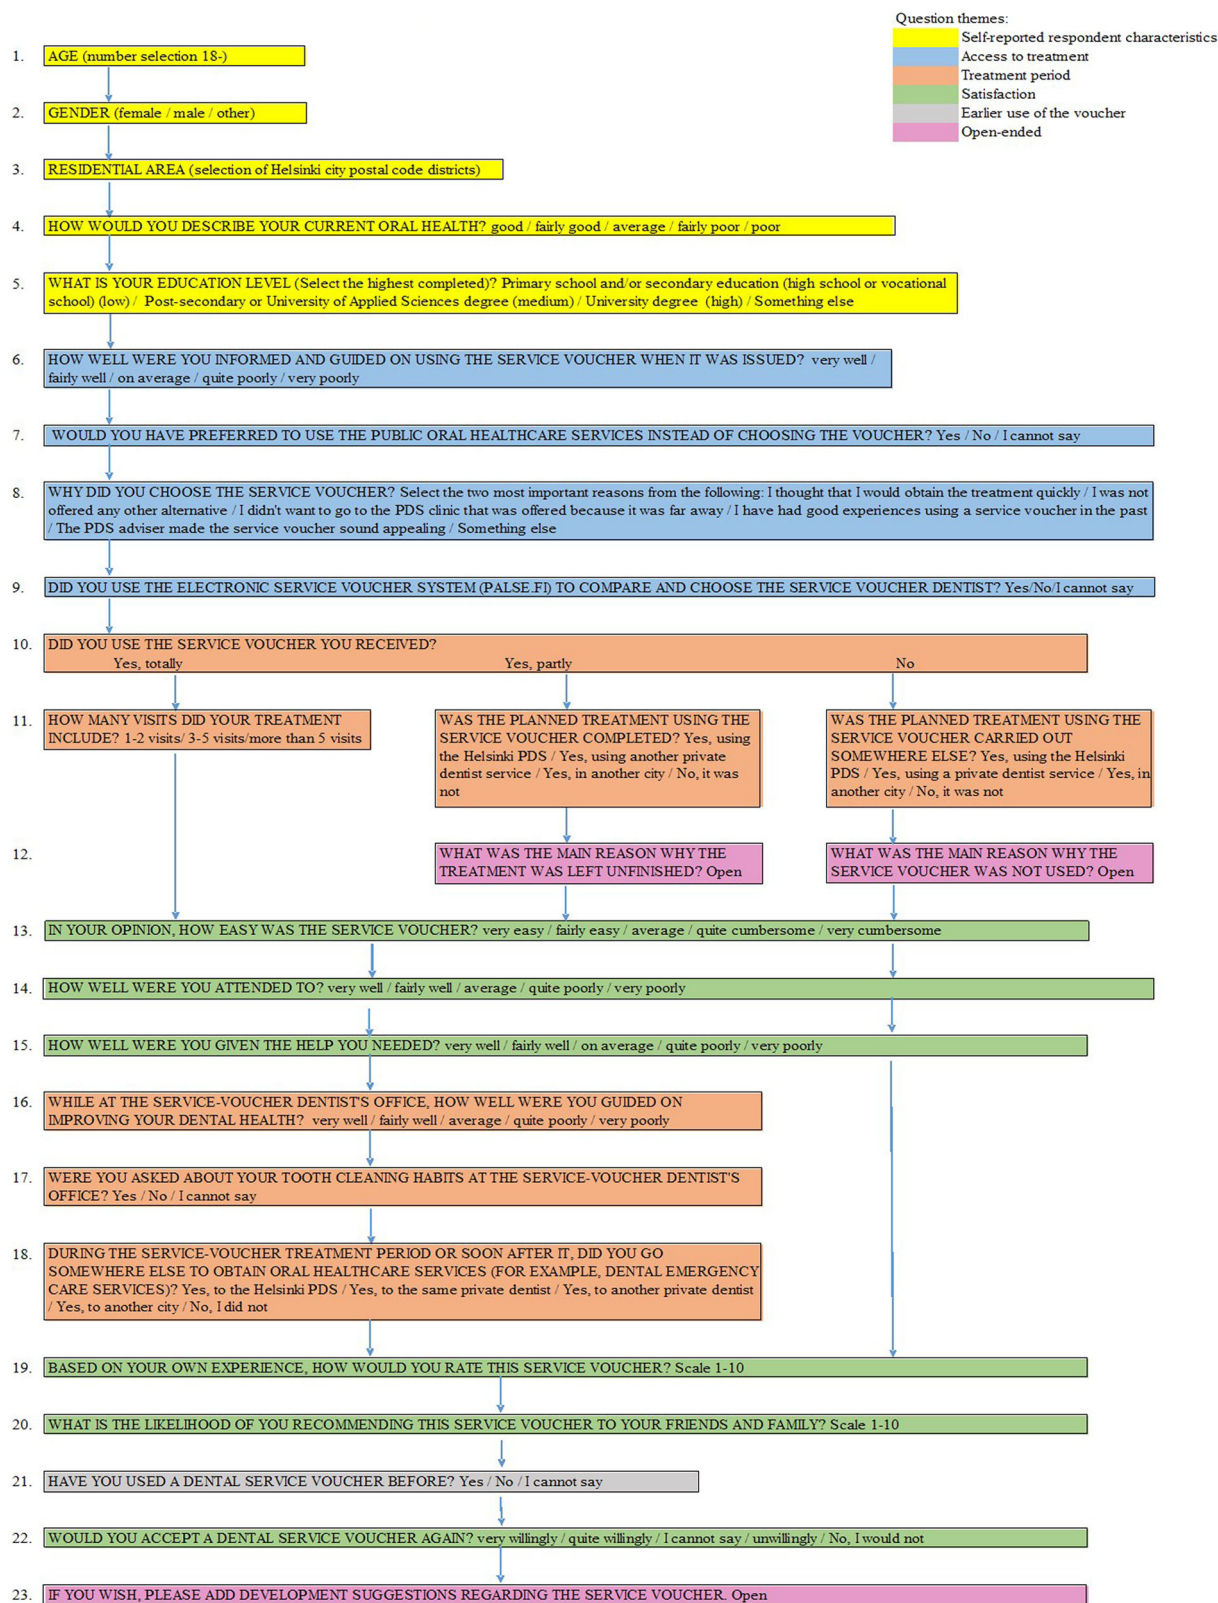 Question themes:
Self-reported respondent characteristics
Access to treatment
Treatment period
Satisfaction
Earlier use of the voucher
Open-ended
1. AGE (number selection 18-)
2. GENDER (female / male / other)
3. RESIDENTIAL AREA (selection of Helsinki city postal code districts)
4. HOW WOULD YOU DESCRIBE YOUR CURRENT ORAL HEALTH? good / fairly good / average / fairly poor / poor
5. WHAT IS YOUR EDUCATION LEVEL (Select the highest completed)? Primary school and/or secondary education (high school or vocational
school) (low) / Post-secondary or University of Applied Sciences degree (medium) / University degree (high) / Something else
6. HOW WELL WERE YOU INFORMED AND GUIDED ON USING THE SERVICE VOUCHER WHEN IT WAS ISSUED? very well /
fairly well / on average / quite poorly / very poorly
7. WOULD YOU HAVE PREFERRED TO USE THE PUBLIC ORAL HEALTHCARE SERVICES INSTEAD OF CHOOSING THE VOUCHER? Yes / No / I cannot say
8. WHY DID YOU CHOOSE THE SERVICE VOUCHER? Select the two most important reasons from the following: I thought that I would obtain the treatment quickly / I was not
offered any other alternative / I didn't want to go to the PDS clinic that was offered because it was far away / I have had good experiences using a service voucher in the past
/ The PDS adviser made the service voucher sound appealing / Something else
9. DID YOU USE THE ELECTRONIC SERVICE VOUCHER SYSTEM (PALSE.FI) TO COMPARE AND CHOOSE THE SERVICE VOUCHER DENTIST? Yes/No/I cannot say
10. DID YOU USE THE SERVICE VOUCHER YOU RECEIVED?
Yes, totally Yes, partly No
11. HOW MANY VISITS DID YOUR TREATMENT
INCLUDE? 1-2 visits/ 3-5 visits/more than 5 visits
WAS THE PLANNED TREATMENT USING THE
SERVICE VOUCHER COMPLETED? Yes, using
the Helsinki PDS / Yes, using another private
dentist service / Yes, in another city / No, it was
not
WAS THE PLANNED TREATMENT USING THE
SERVICE VOUCHER CARRIED OUT
SOMEWHERE ELSE? Yes, using the Helsinki
PDS / Yes, using a private dentist service / Yes, in
another city / No, it was not
12. WHAT WAS THE MAIN REASON WHY THE
TREATMENT WAS LEFT UNFINISHED? Open
WHAT WAS THE MAIN REASON WHY THE
SERVICE VOUCHER WAS NOT USED? Open
13. IN YOUR OPINION, HOW EASY WAS THE SERVICE VOUCHER? very easy / fairly easy / average / quite cumbersome / very cumbersome
14. HOW WELL WERE YOU ATTENDED TO? very well / fairly well / average / quite poorly / very poorly
15. HOW WELL WERE YOU GIVEN THE HELP YOU NEEDED? very well / fairly well / on average / quite poorly / very poorly
16. WHILE AT THE SERVICE-VOUCHER DENTIST'S OFFICE, HOW WELL WERE YOU GUIDED ON
IMPROVING YOUR DENTAL HEALTH? very well / fairly well / average / quite poorly / very poorly
17. WERE YOU ASKED ABOUT YOUR TOOTH CLEANING HABITS AT THE SERVICE-VOUCHER DENTIST'S
OFFICE? Yes / No / I cannot say
18. DURING THE SERVICE-VOUCHER TREATMENT PERIOD OR SOON AFTER IT, DID YOU GO
SOMEWHERE ELSE TO OBTAIN ORAL HEALTHCARE SERVICES (FOR EXAMPLE, DENTAL EMERGENCY
CARE SERVICES)? Yes, to the Helsinki PDS / Yes, to the same private dentist / Yes, to another private dentist
/ Yes, to another city / No, I did not
19. BASED ON YOUR OWN EXPERIENCE, HOW WOULD YOU RATE THIS SERVICE VOUCHER? Scale 1-10
20. WHAT IS THE LIKELIHOOD OF YOU RECOMMENDING THIS SERVICE VOUCHER TO YOUR FRIENDS AND FAMILY? Scale 1-10
21. HAVE YOU USED A DENTAL SERVICE VOUCHER BEFORE? Yes / No / I cannot say
22. WOULD YOU ACCEPT A DENTAL SERVICE VOUCHER AGAIN? very willingly / quite willingly / I cannot say / unwillingly / No, I would not
23. IF YOU WISH, PLEASE ADD DEVELOPMENT SUGGESTIONS REGARDING THE SERVICE VOUCHER. Open